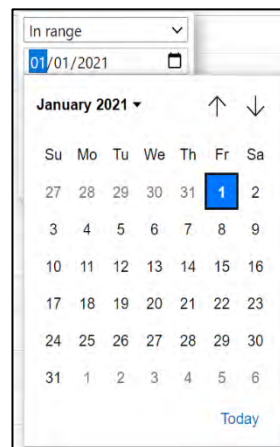 In range
01/01/2021
January 2021
Su Mo Tu We Th Fr Sa
27 28 29 30 31 1 2
3 4 5 6 7 8 9
10 11 12 13 14 15 16
17 18 19 20 21 22 23
24 25 26 27 28 29 30
31 1 2 3 4 5 6
Today